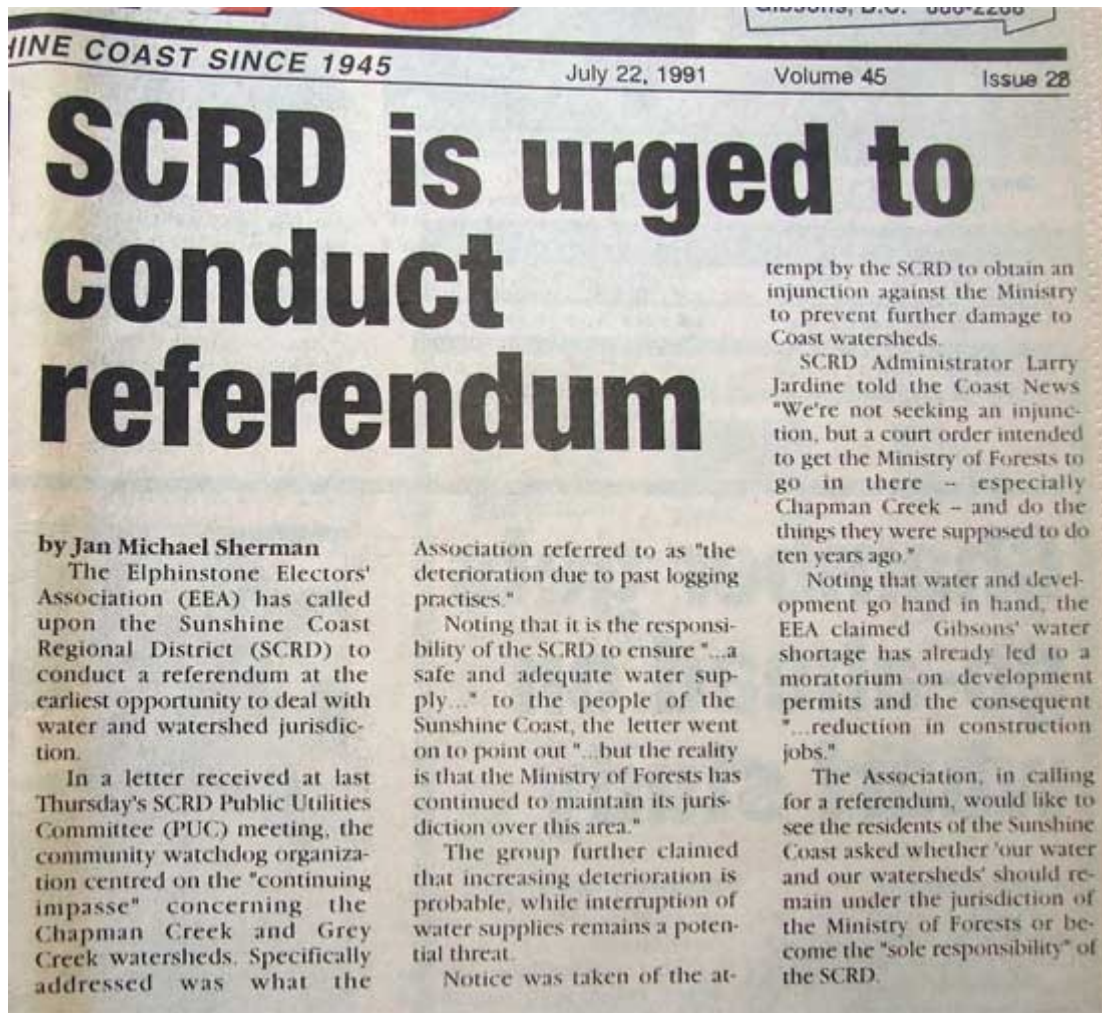 Gibsons, B.C. 886-2268
INE COAST SINCE 1945
July 22, 1991 Volume 45 Issue 28
SCRD is urged to
conduct
referendum
by Jan Michael Sherman
The Elphinstone Electors'
Association (EEA) has called
upon the Sunshine Coast
Regional District (SCRD) to
conduct a referendum at the
earliest opportunity to deal with
water and watershed jurisdic-
tion.
In a letter received at last
Thursday's SCRD Public Utilities
Committee (PUC) meeting, the
community watchdog organiza-
tion centred on the "continuing
impasse" concerning the
Chapman Creek and Grey
Creek watersheds. Specifically
addressed was what the
Association referred to as "the
deterioration due to past logging
practises."
Noting that it is the responsi-
bility of the SCRD to ensure "...a
safe and adequate water sup-
ply..." to the people of the
Sunshine Coast, the letter went
on to point out "...but the reality
is that the Ministry of Forests has
continued to maintain its juris-
diction over this area."
The group further claimed
that increasing deterioration is
probable, while interruption of
water supplies remains a poten-
tial threat.
Notice was taken of the at-
tempt by the SCRD to obtain an
injunction against the Ministry
to prevent further damage to
Coast watersheds.
SCRD Administrator Larry
Jardine told the Coast News
"We're not seeking an injunc-
tion, but a court order intended
to get the Ministry of Forests to
go in there – especially
Chapman Creek – and do the
things they were supposed to do
ten years ago."
Noting that water and devel-
opment go hand in hand, the
EEA claimed Gibsons' water
shortage has already led to a
moratorium on development
permits and the consequent
"...reduction in construction
jobs."
The Association, in calling
for a referendum, would like to
see the residents of the Sunshine
Coast asked whether 'our water
and our watersheds' should re-
main under the jurisdiction of
the Ministry of Forests or be-
come the "sole responsibility" of
the SCRD.